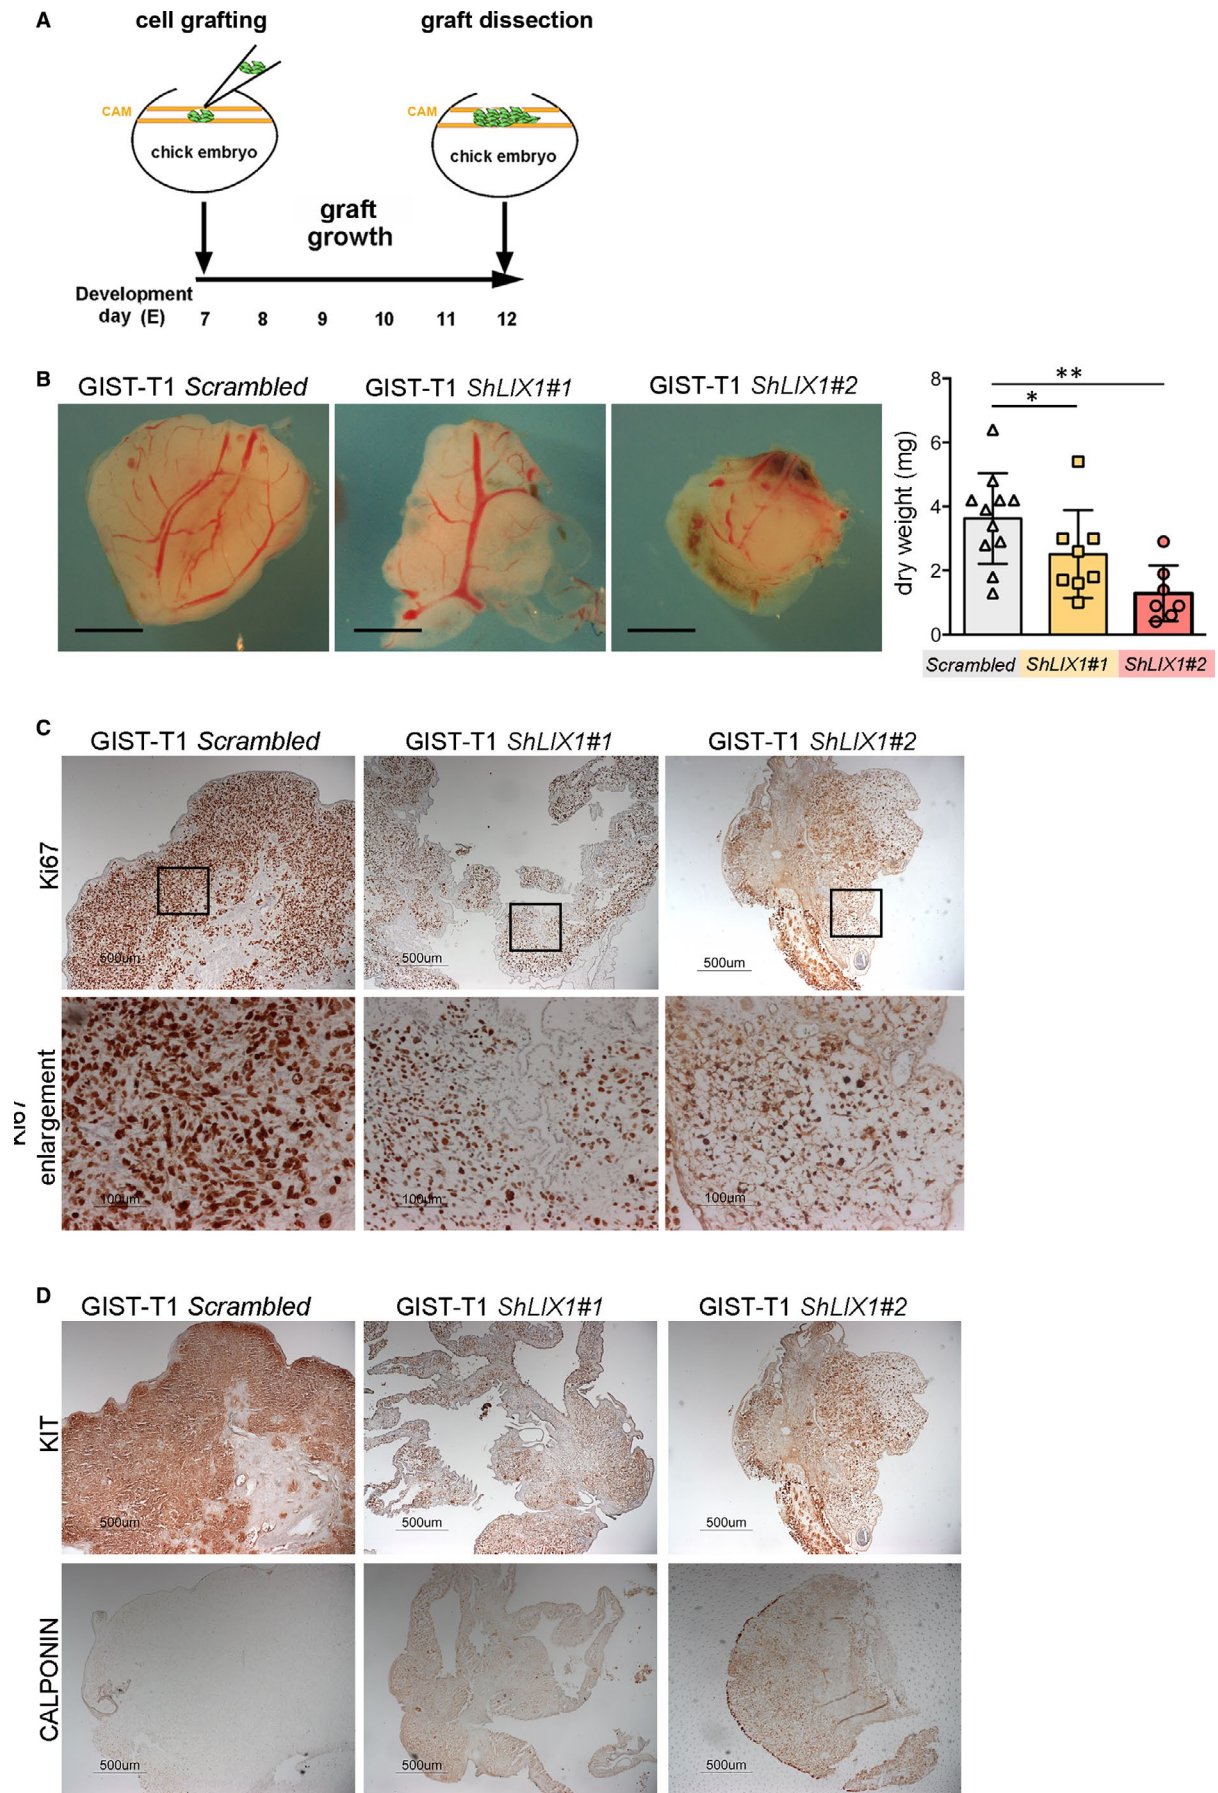 A
cell grafting
graft dissection
CAM
CAM
chick embryo
chick embryo
graft
growth
Development
day (E)
7 8 9 10 11 12
B
GIST-T1 Scrambled
GIST-T1 ShLIX1#1
GIST-T1 ShLIX1#2
**
*
8
6
4
2
0
dry weight (mg)
Scrambled
ShLIX1#1
ShLIX1#2
C
GIST-T1 Scrambled
GIST-T1 ShLIX1#1
GIST-T1 ShLIX1#2
Ki67
500um
500um
500um
Ki67
enlargement
100um
100um
100um
D
GIST-T1 Scrambled
GIST-T1 ShLIX1#1
GIST-T1 ShLIX1#2
KIT
500um
500um
500um
CALPONIN
500um
500um
500um